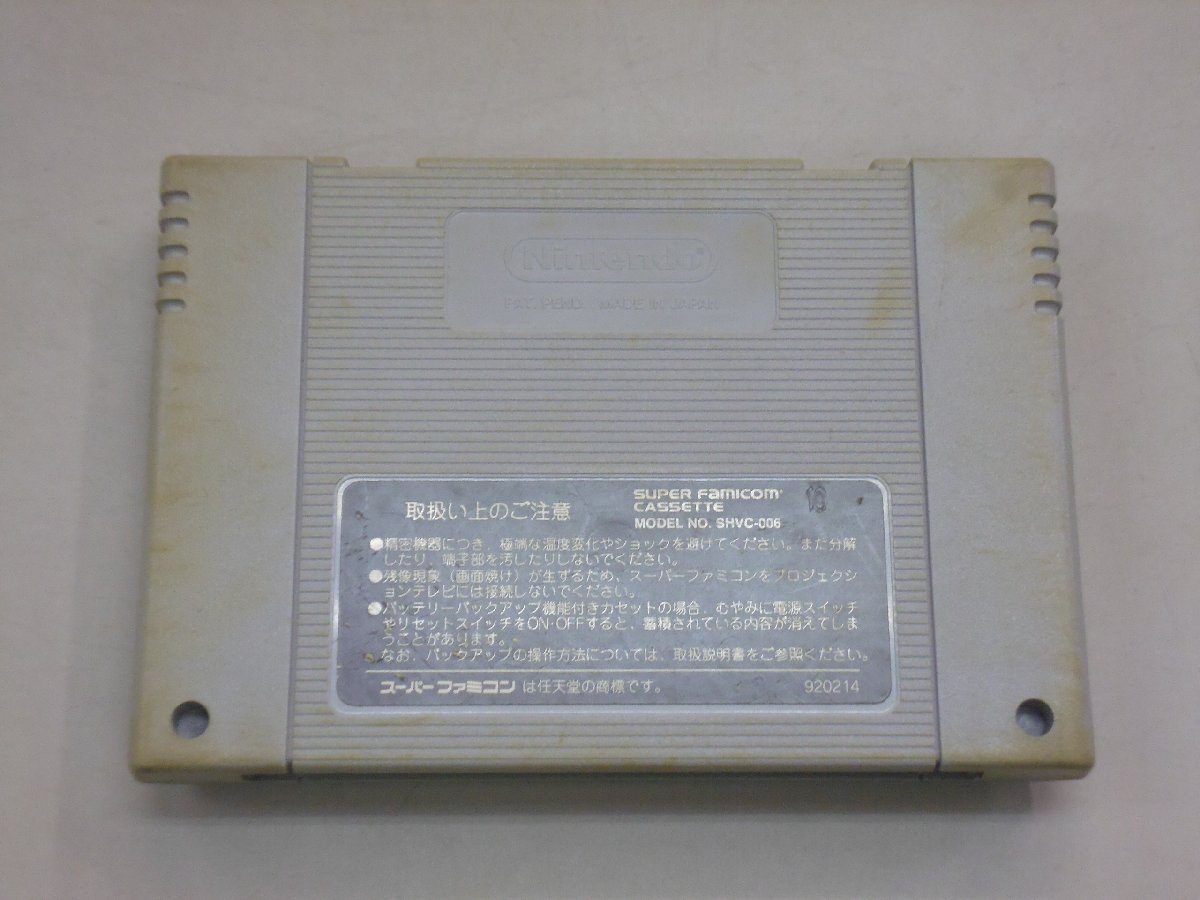 Nintendo
PAT. PEND. MADE IN JAPAN
取扱い上のご注意
SUPER FAMICOM
CASSETTE
MODEL NO. SHVC-006
●精密機器につき、極端な温度変化やショックを避けてください。また分解
したり、端子部を汚したりしないでください。
●残像現象（画面焼け）が生ずるため、スーパーファミコンをプロジェクシ
ョンテレビには接続しないでください。
●バッテリーバックアップ機能付きカセットの場合、むやみに電源スイッチ
やリセットスイッチをON・OFFすると、蓄積されている内容が消えてしま
うことがあります。
なお、バックアップの操作方法については、取扱説明書をご参照ください。
スーパーファミコン は任天堂の商標です。
920214